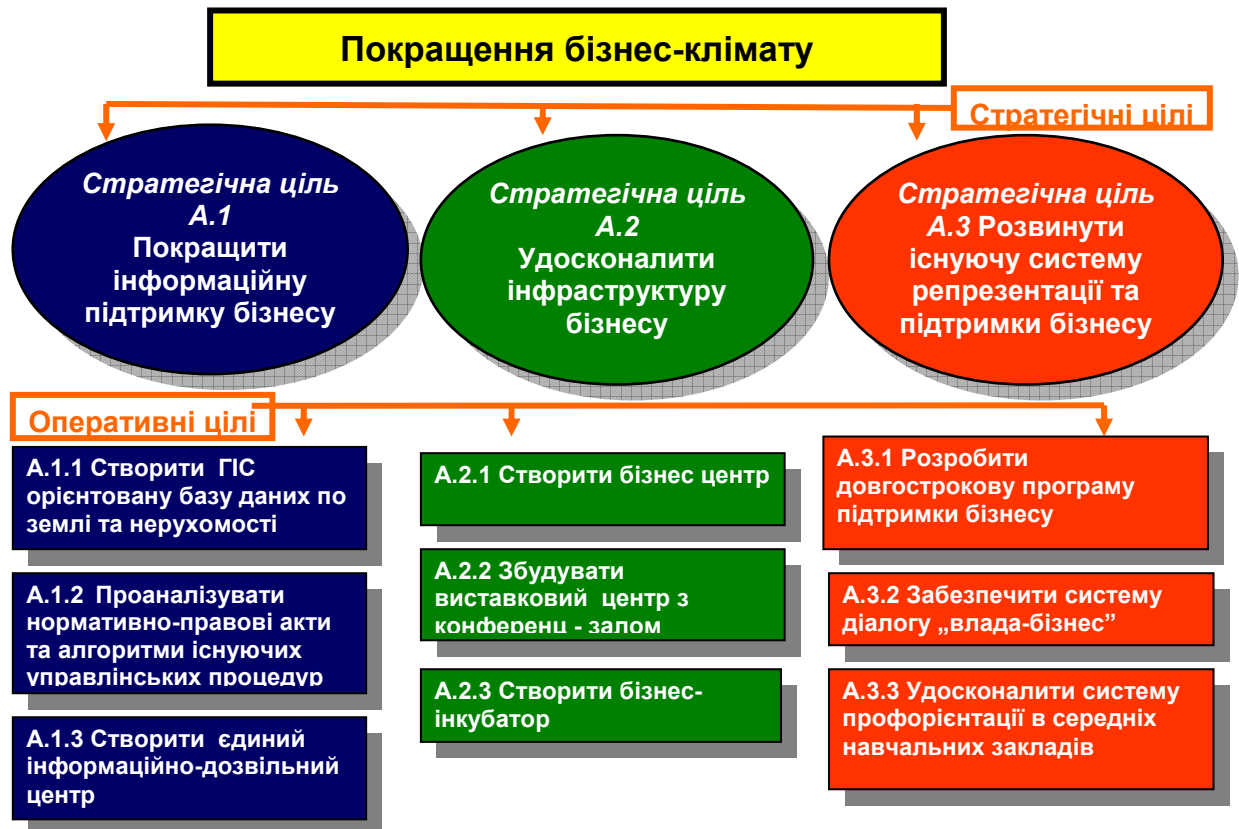 Покращення бізнес-клімату
Стратегічні цілі
Стратегічна ціль
А.1
Покращити
інформаційну
підтримку бізнесу
Стратегічна ціль
А.2
Удосконалити
інфраструктуру
бізнесу
Стратегічна ціль
А.3 Розвинути
існуючу систему
репрезентації та
підтримки бізнесу
Оперативні цілі
А.1.1 Створити ГІС
орієнтовану базу даних по
землі та нерухомості
А.1.2 Проаналізувати
нормативно-правові акти
та алгоритми існуючих
управлінських процедур
А.1.3 Створити єдиний
інформаційно-дозвільний
центр
А.2.1 Створити бізнес центр
А.2.2 Збудувати
виставковий центр з
конференц - залом
А.2.3 Створити бізнес-
інкубатор
А.3.1 Розробити
довгострокову програму
підтримки бізнесу
А.3.2 Забезпечити систему
діалогу „влада-бізнес”
А.3.3 Удосконалити систему
профорієнтації в середніх
навчальних закладів